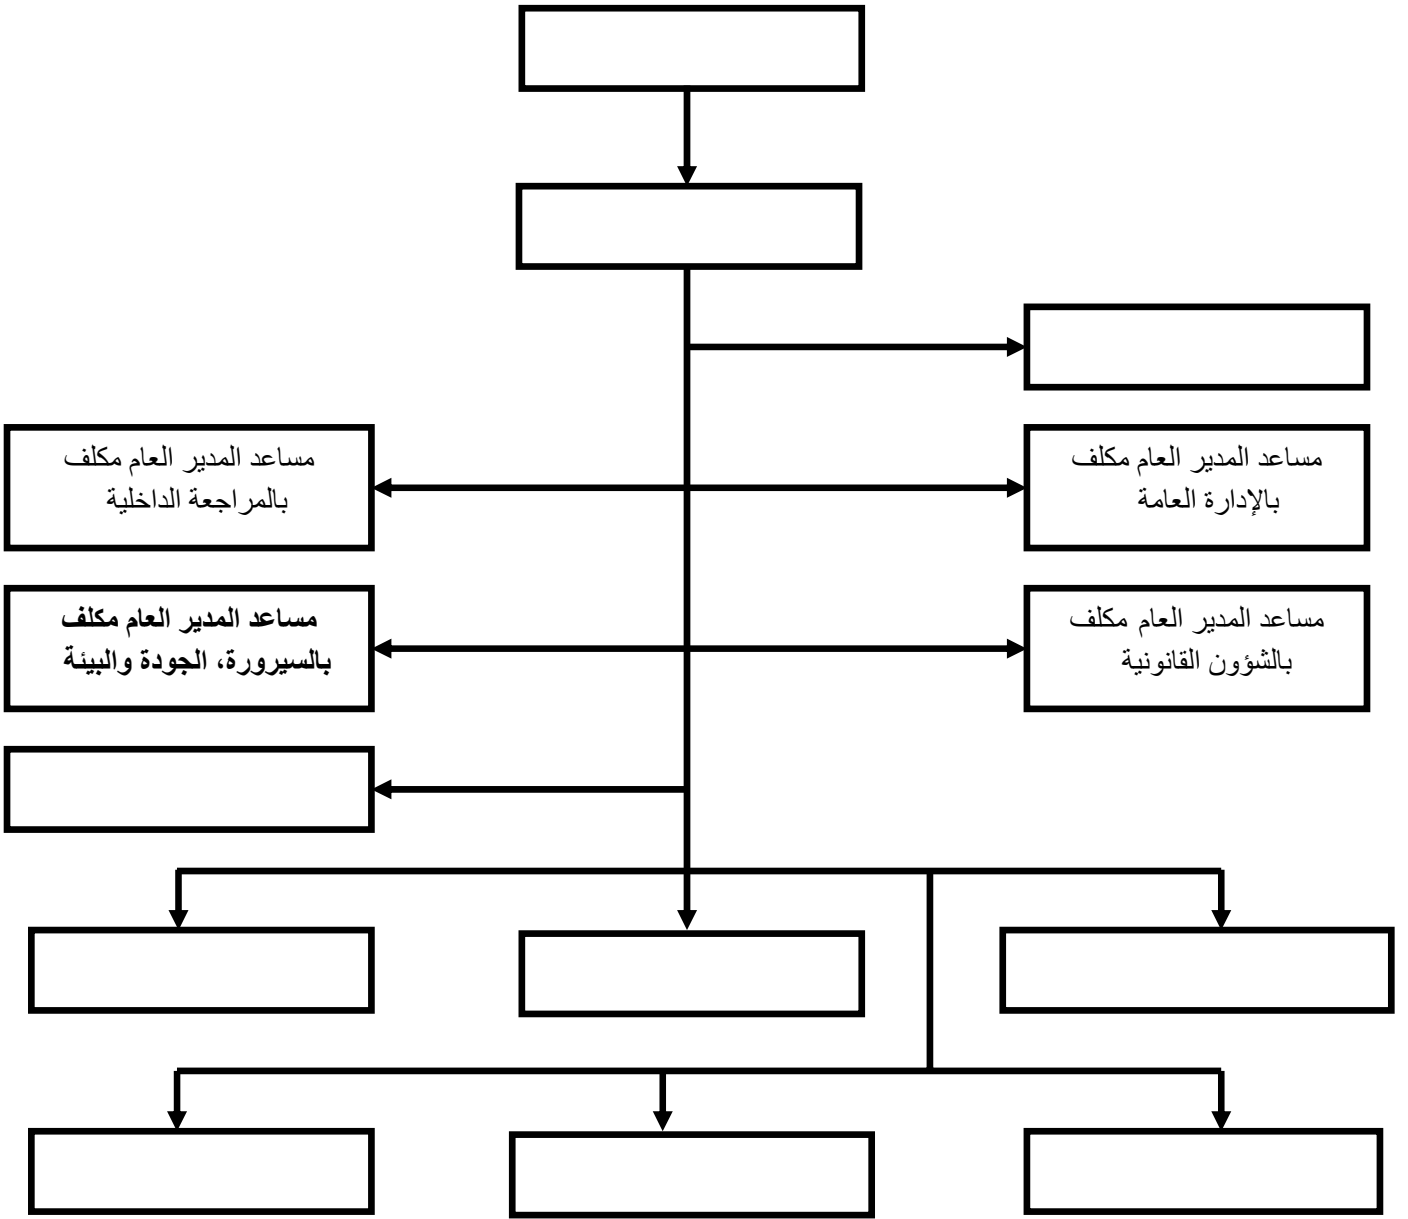 مساعد المدير العام مكلف
بالإدارة العامة
مساعد المدير العام مكلف
بالمراجعة الداخلية
مساعد المدير العام مكلف
بالشؤون القانونية
مساعد المدير العام مكلف
بالسيرورة، الجودة والبيئة